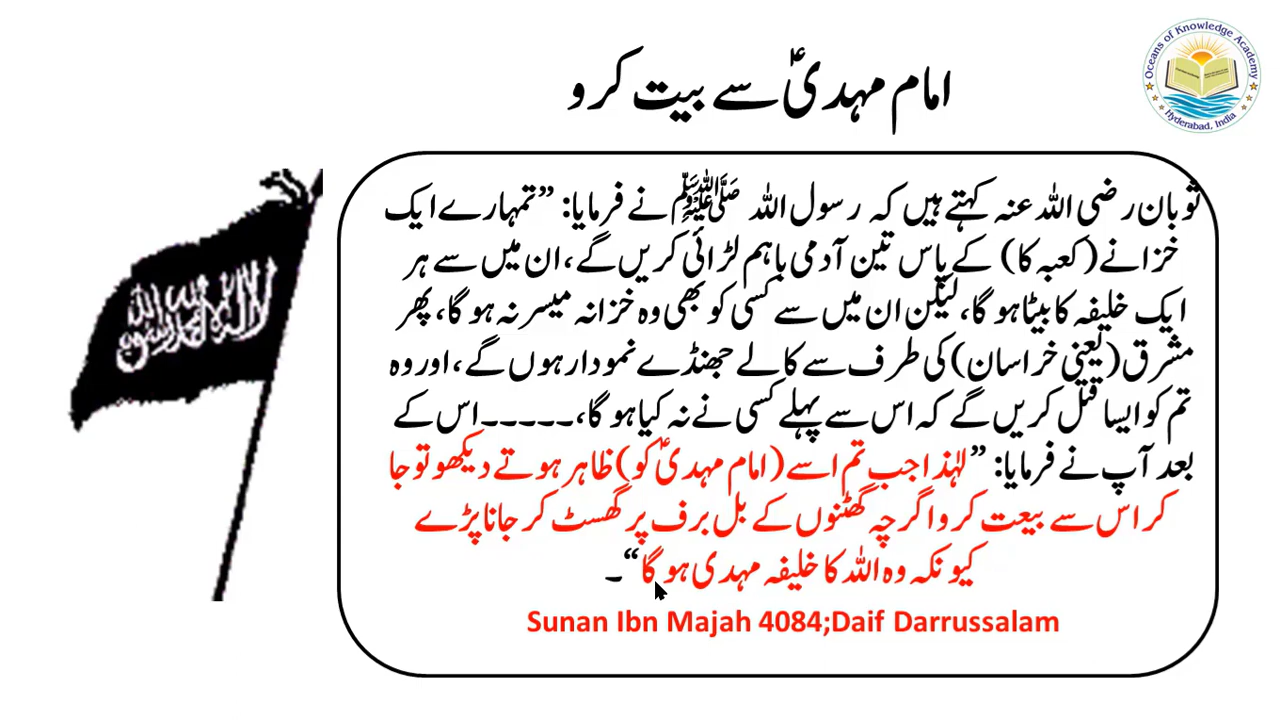 Oceans of Knowledge Academy
Hyderabad, India
امام مہدیؑ سے بیت کرو
ثوبان رضی اللہ عنہ کہتے ہیں کہ رسول اللہ ﷺ نے فرمایا: ”تمہارے ایک
خزانے (کعبہ کا) کے پاس تین آدمی باہم لڑائی کریں گے، ان میں سے ہر
ایک خلیفہ کا بیٹا ہو گا، لیکن ان میں سے کسی کو بھی وہ خزانہ میسر نہ ہو گا، پھر
مشرق (یعنی خراسان) کی طرف سے کالے جھنڈے نمودار ہوں گے، اور وہ
تم کو ایسا قتل کریں گے کہ اس سے پہلے کسی نے نہ کیا ہو گا،۔۔۔۔۔اس کے
بعد آپ نے فرمایا: ”لہٰذا جب تم اسے (امام مہدیؑ کو) ظاہر ہوتے دیکھو تو جا
کر اس سے بیعت کرو اگرچہ گھٹنوں کے بل برف پر گھسٹ کر جانا پڑے
کیونکہ وہ اللہ کا خلیفہ مہدی ہو گا“۔
Sunan Ibn Majah 4084;Daif Darrussalam
لا اله الا الله
محمد رسول الله